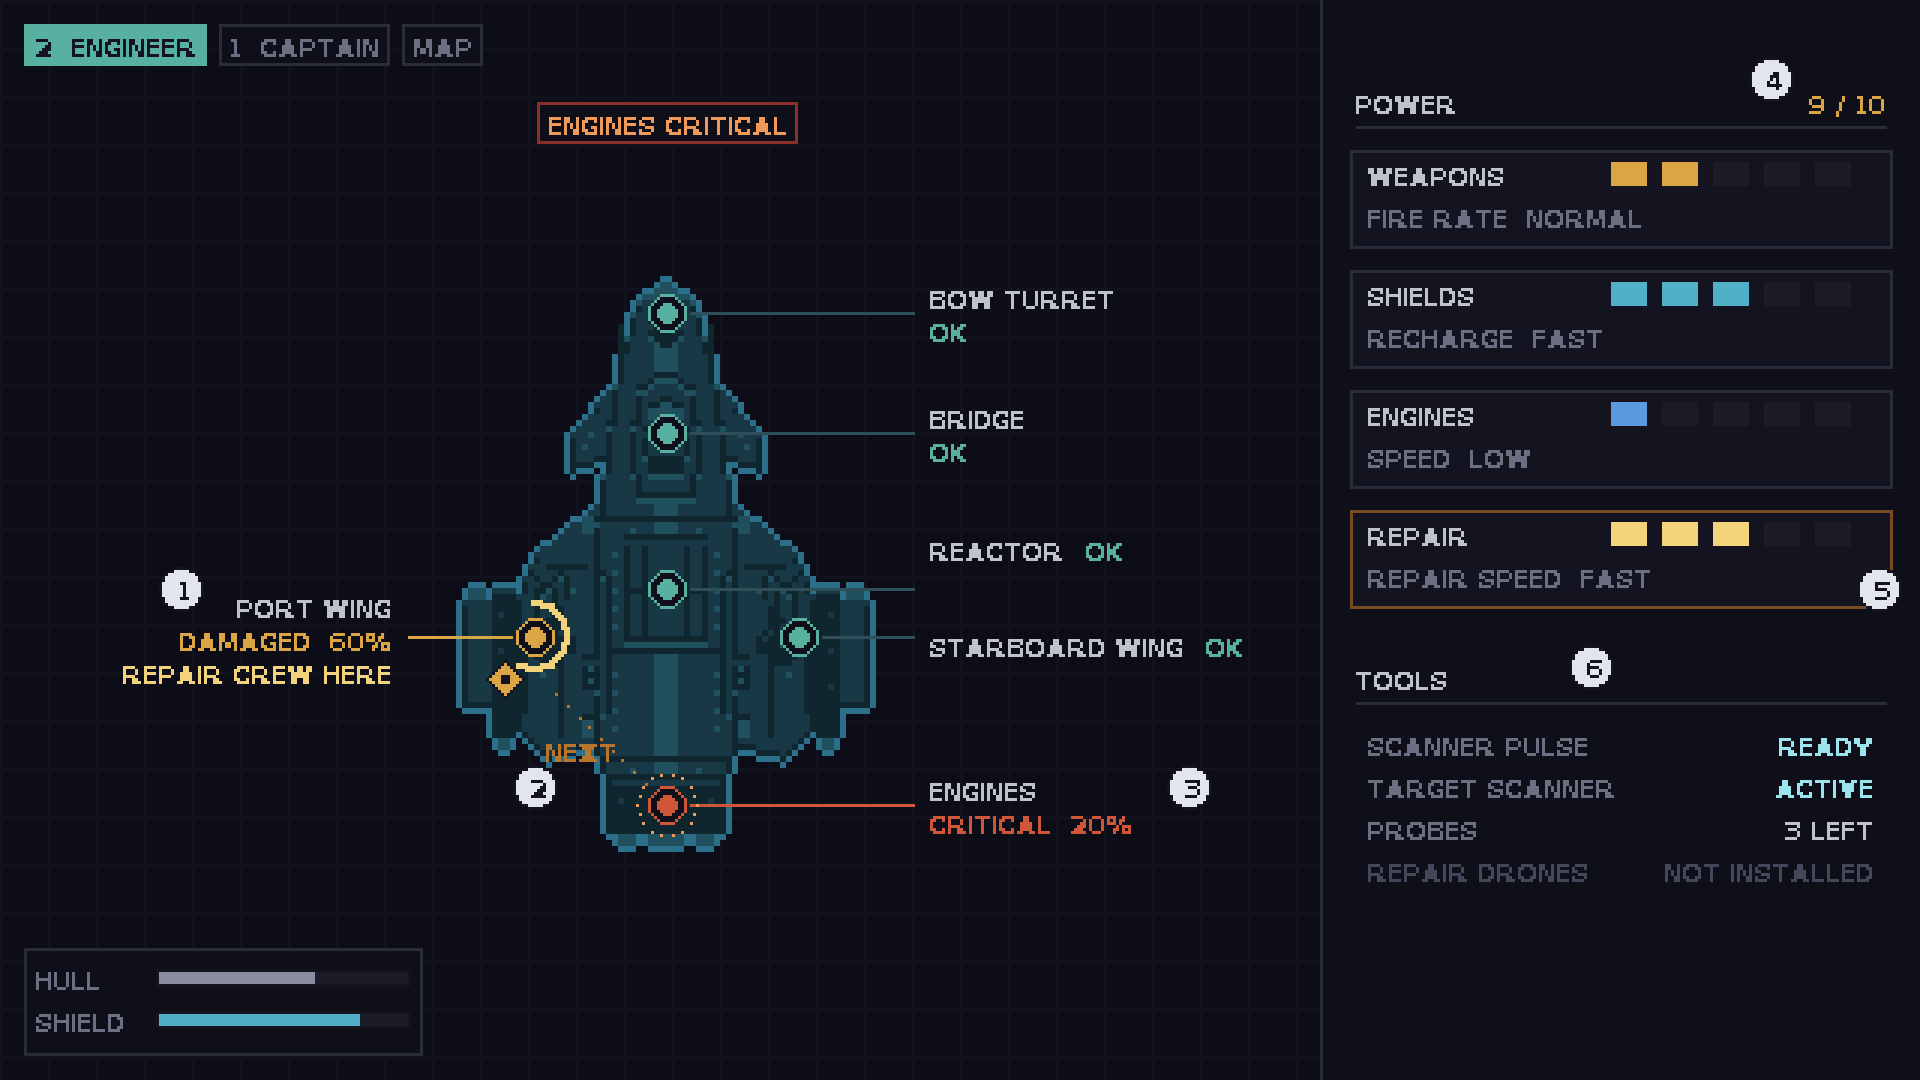 2 ENGINEER
1 CAPTAIN
MAP
ENGINES CRITICAL
BOW TURRET
OK
BRIDGE
OK
REACTOR OK
1
PORT WING
DAMAGED 60%
REPAIR CREW HERE
STARBOARD WING OK
NEXT
2
ENGINES
CRITICAL 20%
3
HULL
SHIELD
4
POWER 9 / 10
WEAPONS
FIRE RATE NORMAL
SHIELDS
RECHARGE FAST
ENGINES
SPEED LOW
REPAIR
REPAIR SPEED FAST
5
6
TOOLS
SCANNER PULSE READY
TARGET SCANNER ACTIVE
PROBES 3 LEFT
REPAIR DRONES NOT INSTALLED